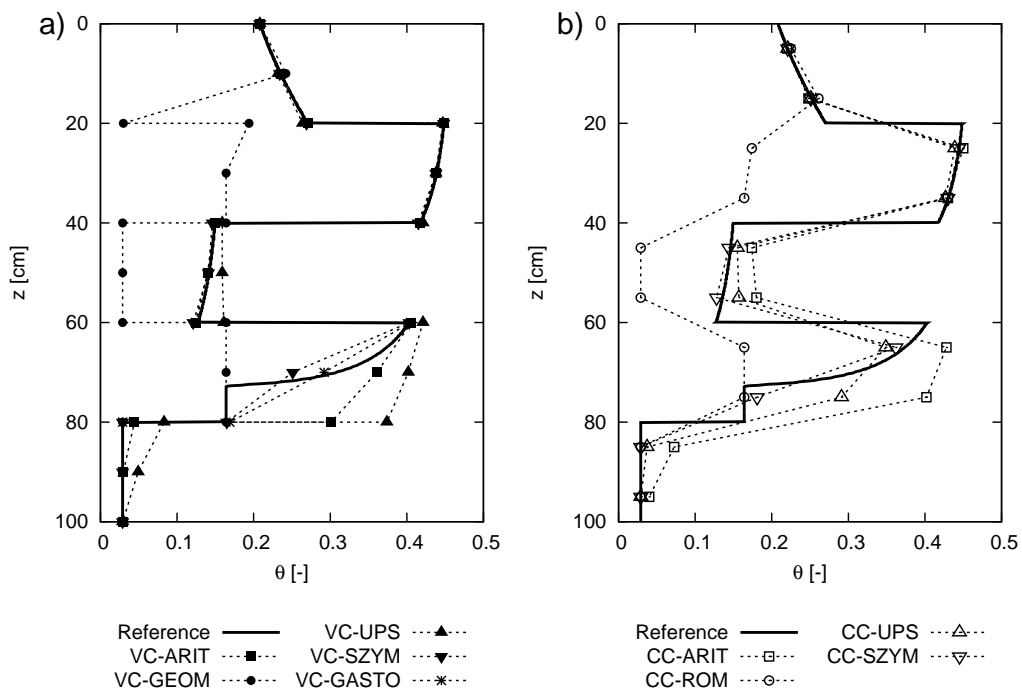 a)
0
20
40
60
80
100
z [cm]
0 0.1 0.2 0.3 0.4 0.5
θ [-]
Reference
VC-ARIT
VC-GEOM
VC-UPS
VC-SZYM
VC-GASTO
b)
0
20
40
60
80
100
z [cm]
0 0.1 0.2 0.3 0.4 0.5
θ [-]
Reference
CC-ARIT
CC-ROM
CC-UPS
CC-SZYM